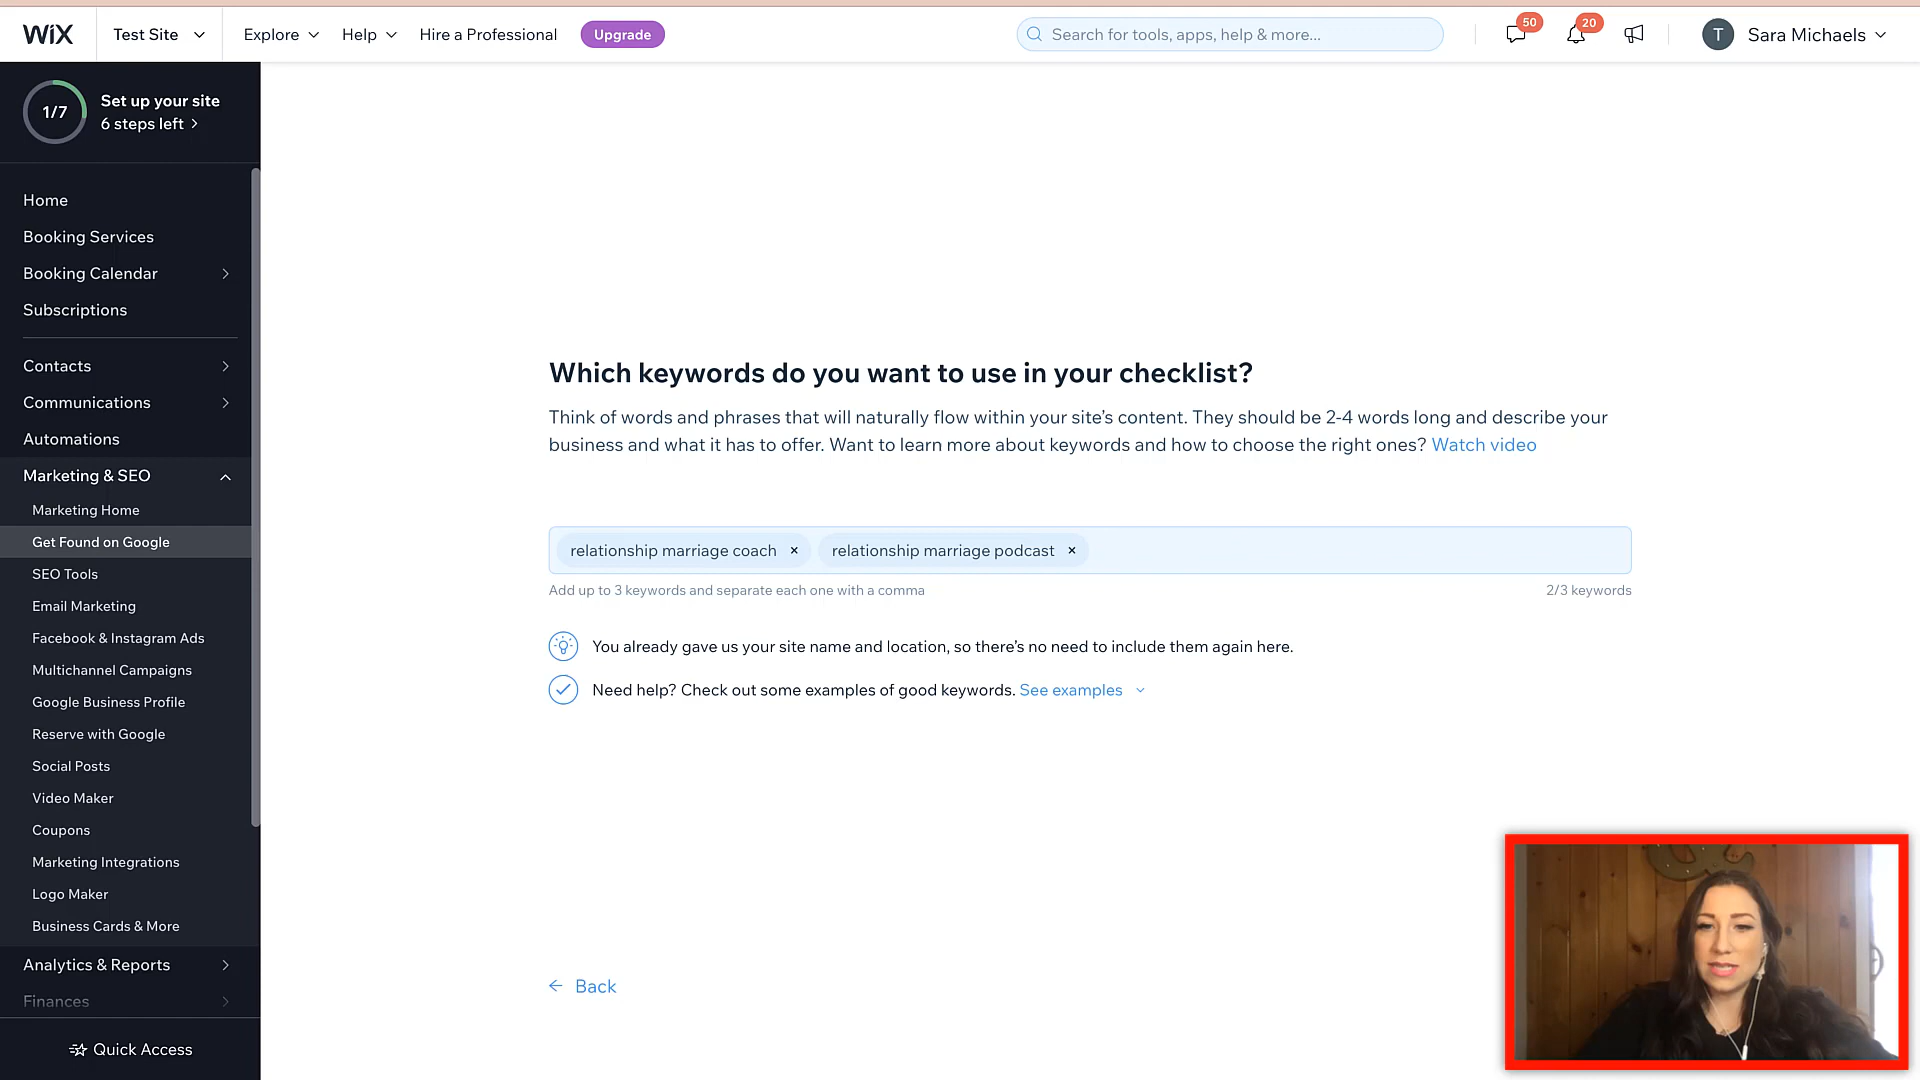 WiX
Test Site
Explore
Help
Hire a Professional
Upgrade
Search for tools, apps, help & more...
50
20
T
Sara Michaels
1/7
Set up your site
6 steps left
Home
Booking Services
Booking Calendar
Subscriptions
Contacts
Communications
Automations
Marketing & SEO
Marketing Home
Get Found on Google
SEO Tools
Email Marketing
Facebook & Instagram Ads
Multichannel Campaigns
Google Business Profile
Reserve with Google
Social Posts
Video Maker
Coupons
Marketing Integrations
Logo Maker
Business Cards & More
Analytics & Reports
Finances
Quick Access
Which keywords do you want to use in your checklist?
Think of words and phrases that will naturally flow within your site's content. They should be 2-4 words long and describe your
business and what it has to offer. Want to learn more about keywords and how to choose the right ones? Watch video
relationship marriage coach × relationship marriage podcast ×
Add up to 3 keywords and separate each one with a comma
2/3 keywords
You already gave us your site name and location, so there's no need to include them again here.
Need help? Check out some examples of good keywords. See examples
Back